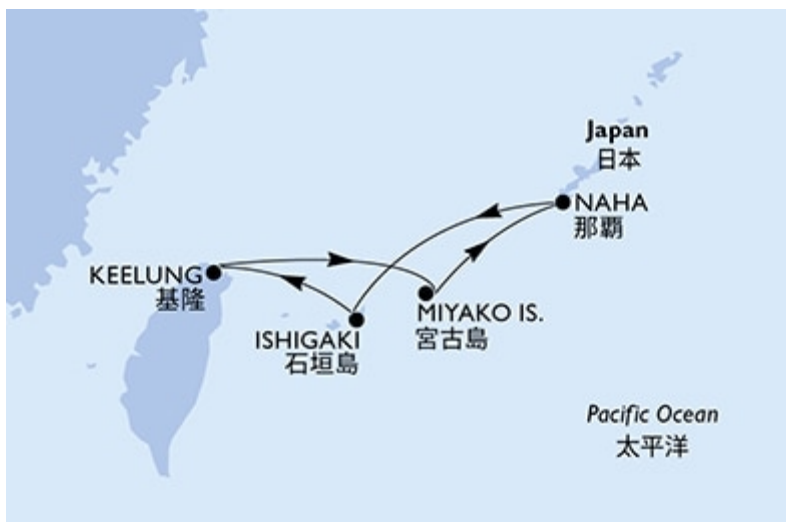 Japan
日本
NAHA
那覇
KEELUNG
基隆
MIYAKO IS.
宮古島
ISHIGAKI
石垣島
Pacific Ocean
太平洋